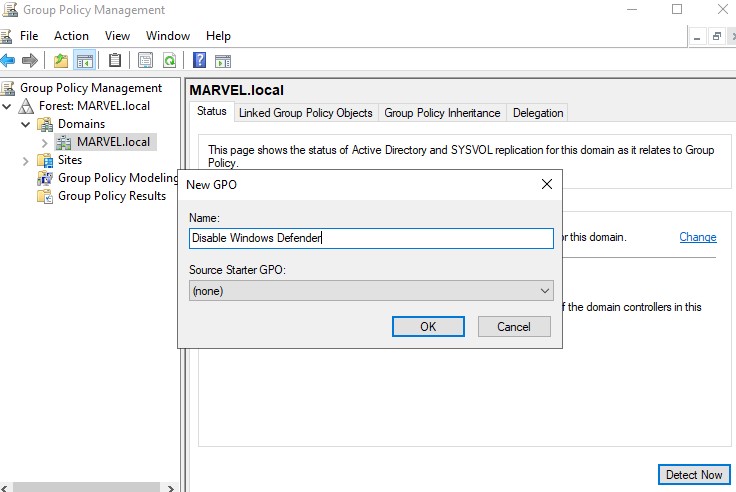 Group Policy Management
File Action View Window Help
Group Policy Management
Forest: MARVEL.local
Domains
MARVEL.local
Sites
Group Policy Modeling
Group Policy Results
MARVEL.local
Status Linked Group Policy Objects Group Policy Inheritance Delegation
This page shows the status of Active Directory and SYSVOL replication for this domain as it relates to Group
Policy.
New GPO
Name:
Disable Windows Defender
Source Starter GPO:
(none)
OK Cancel
this domain. Change
the domain controllers in this
Detect Now